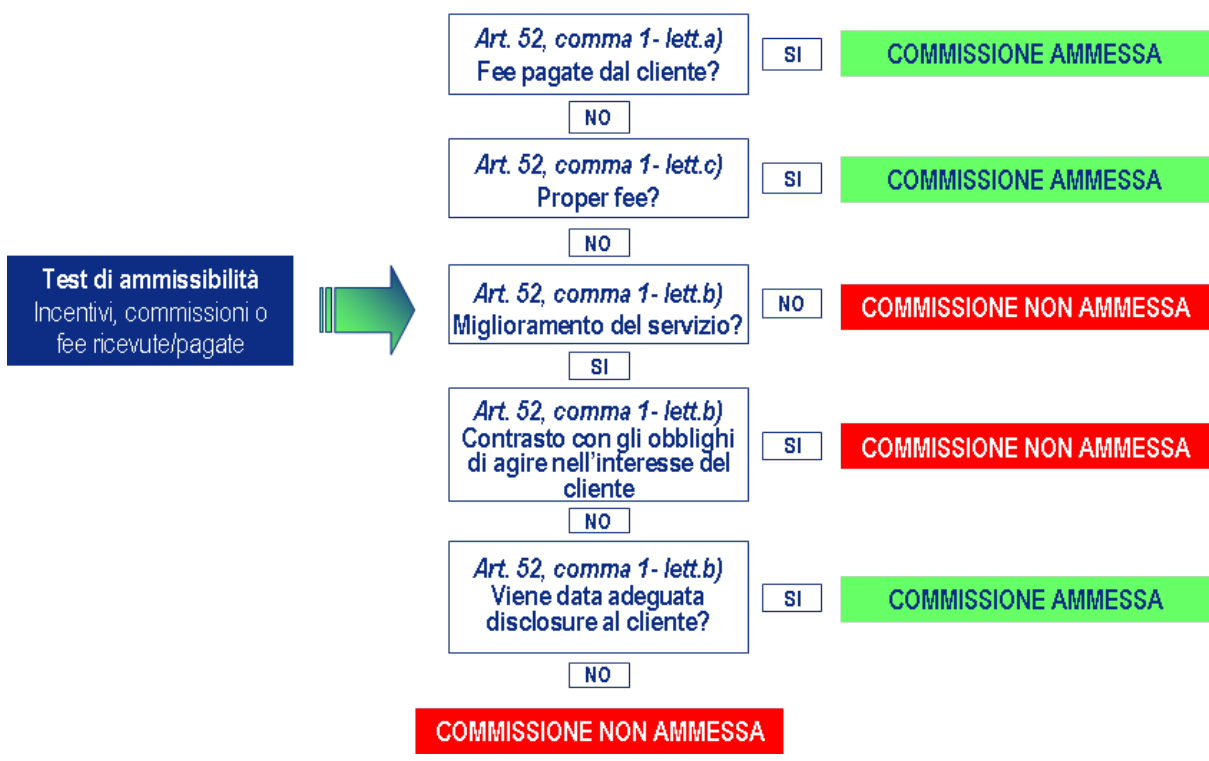 Art. 52, comma 1- lett.a)
Fee pagate dal cliente?
SI
COMMISSIONE AMMESSA
NO
Art. 52, comma 1- lett.c)
Proper fee?
SI
COMMISSIONE AMMESSA
NO
Test di ammissibilità
Incentivi, commissioni o
fee ricevute/pagate
Art. 52, comma 1- lett.b)
Miglioramento del servizio?
NO
COMMISSIONE NON AMMESSA
SI
Art. 52, comma 1- lett.b)
Contrasto con gli obblighi
di agire nell'interesse del
cliente
SI
COMMISSIONE NON AMMESSA
NO
Art. 52, comma 1- lett.b)
Viene data adeguata
disclosure al cliente?
SI
COMMISSIONE AMMESSA
NO
COMMISSIONE NON AMMESSA